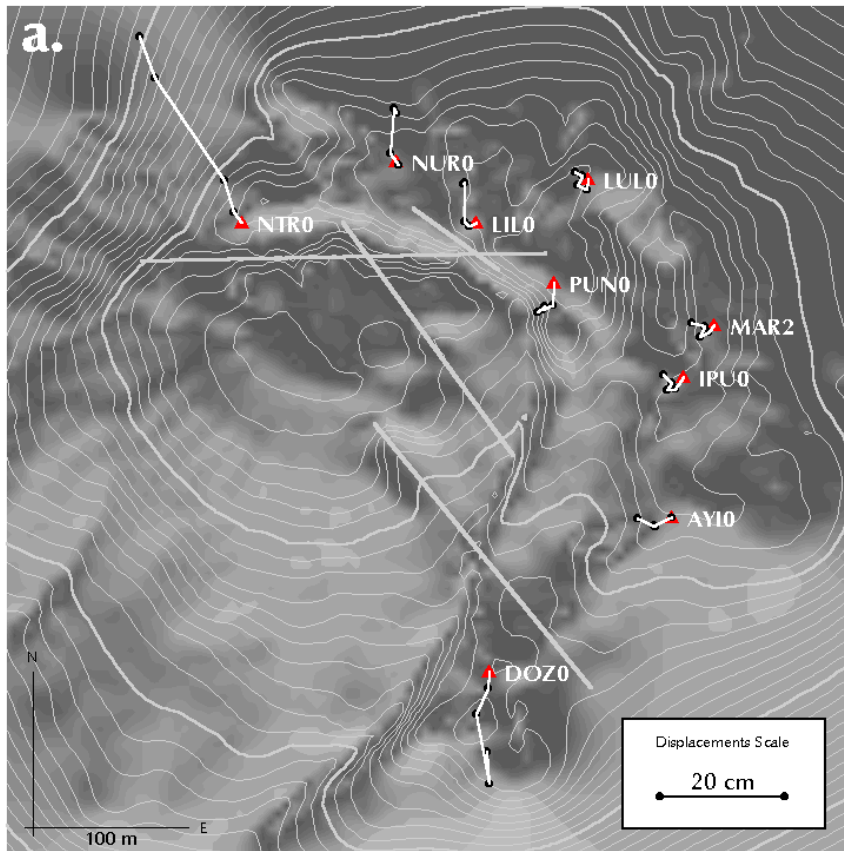 a.
NUR0
LUL0
NTR0
LIL0
PUN0
MAR2
IPU0
AYI0
N
DOZ0
Displacements Scale
20 cm
E
100 m